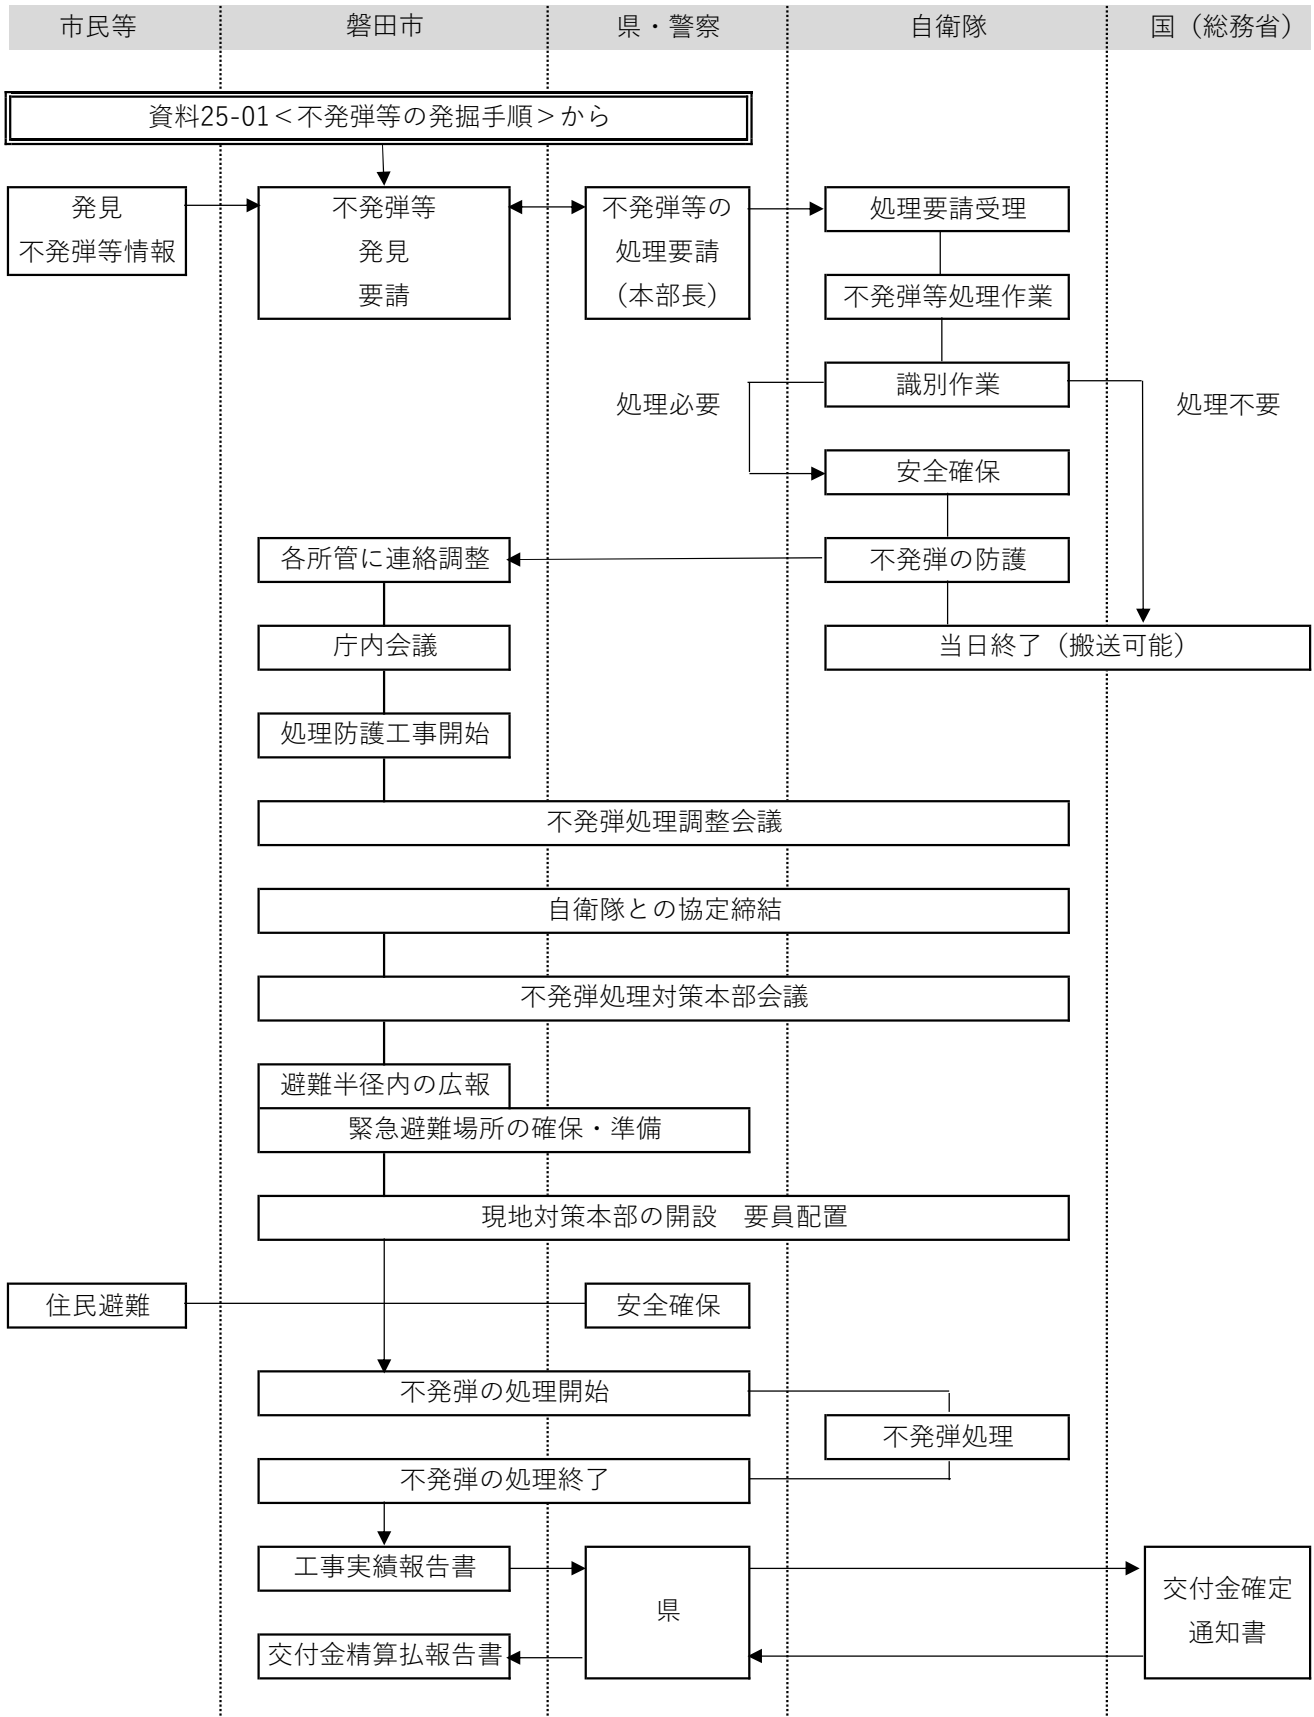 市民等
磐田市
県・警察
自衛隊
国（総務省）
資料25-01＜不発弾等の発掘手順＞から
発見
不発弾等情報
不発弾等
発見
要請
不発弾等の
処理要請
（本部長）
処理要請受理
不発弾等処理作業
識別作業
処理必要
処理不要
安全確保
各所管に連絡調整
不発弾の防護
庁内会議
当日終了（搬送可能）
処理防護工事開始
不発弾処理調整会議
自衛隊との協定締結
不発弾処理対策本部会議
避難半径内の広報
緊急避難場所の確保・準備
現地対策本部の開設　要員配置
住民避難
安全確保
不発弾の処理開始
不発弾処理
不発弾の処理終了
工事実績報告書
県
交付金確定
通知書
交付金精算払報告書